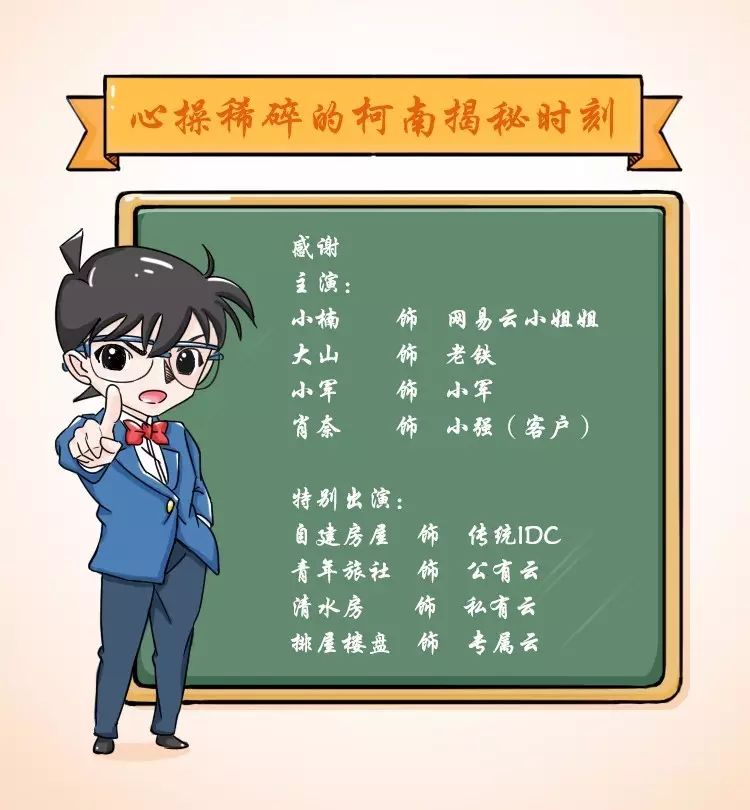 心操稀碎的柯南揭秘时刻
感谢
主演：
小楠 饰 网易云小姐姐
大山 饰 老铁
小军 饰 小军
肖奈 饰 小强（客户）
特别出演：
自建房屋 饰 传统IDC
青年旅社 饰 公有云
清水房 饰 私有云
排屋楼盘 饰 专属云